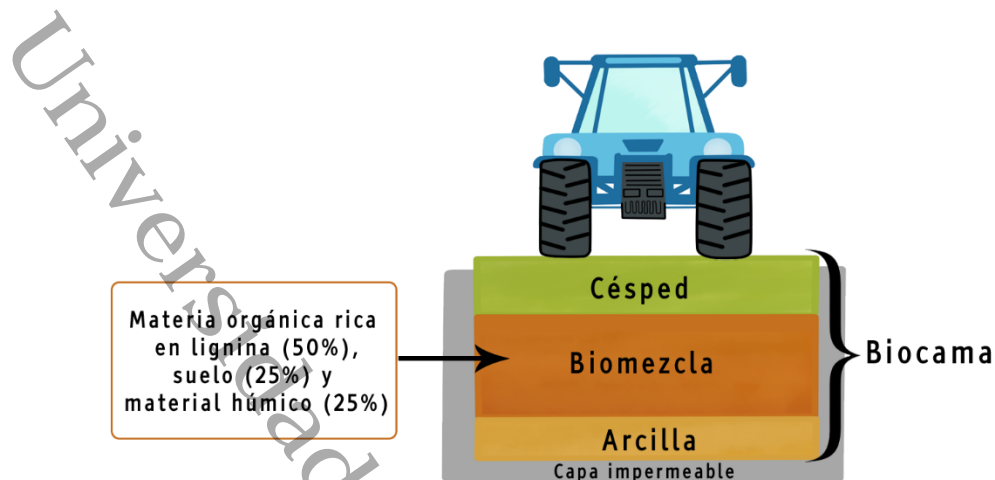 Universidad
Césped
Materia orgánica rica
en lignina (50%),
suelo (25%) y
material húmico (25%)
Biomezcla
Biocama
Arcilla
Capa impermeable